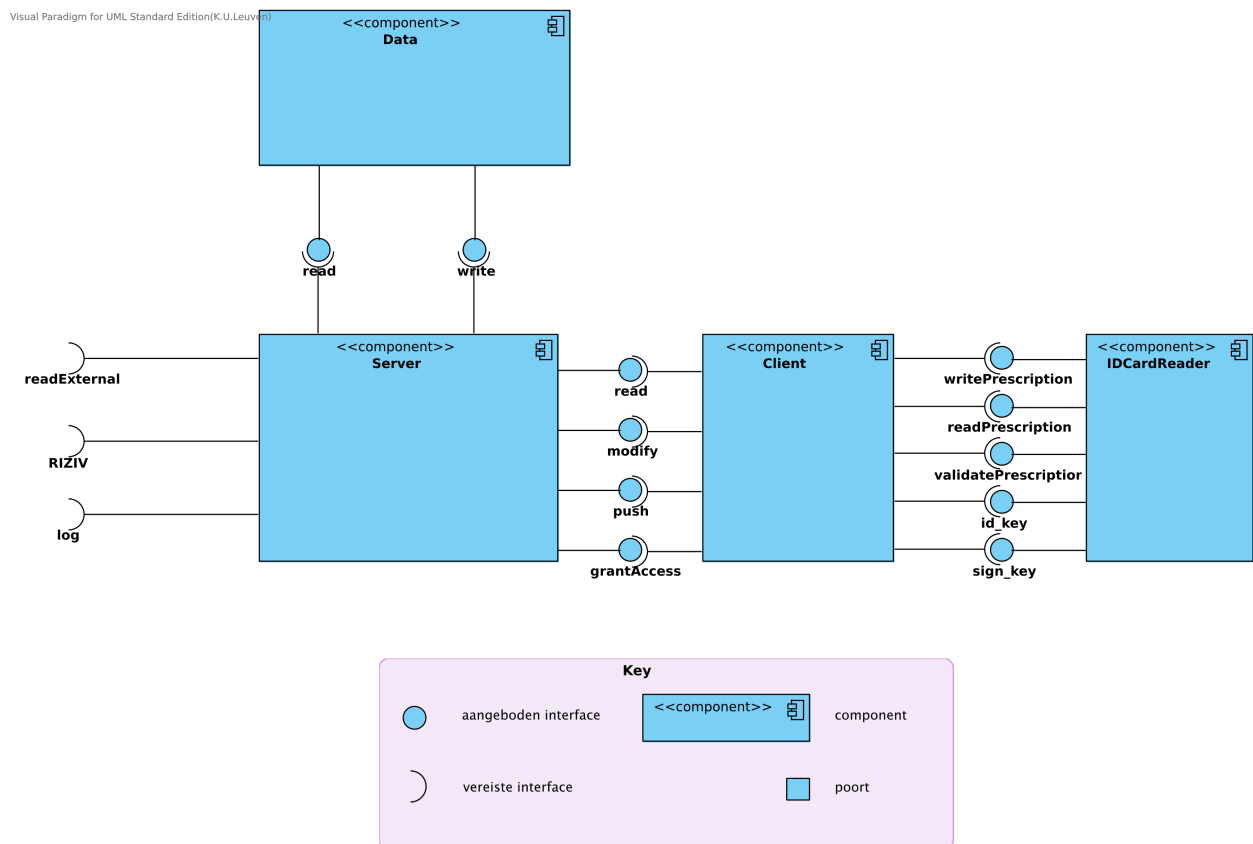 Visual Paradigm for UML Standard Edition(K.U.Leuven)
<<component>>
Data
read
write
<<component>>
Server
<<component>>
Client
<<component>>
IDCardReader
readExternal
RIZIV
log
read
modify
push
grantAccess
writePrescription
readPrescription
validatePrescription
id_key
sign_key
Key
aangeboden interface
<<component>>
component
vereiste interface
poort